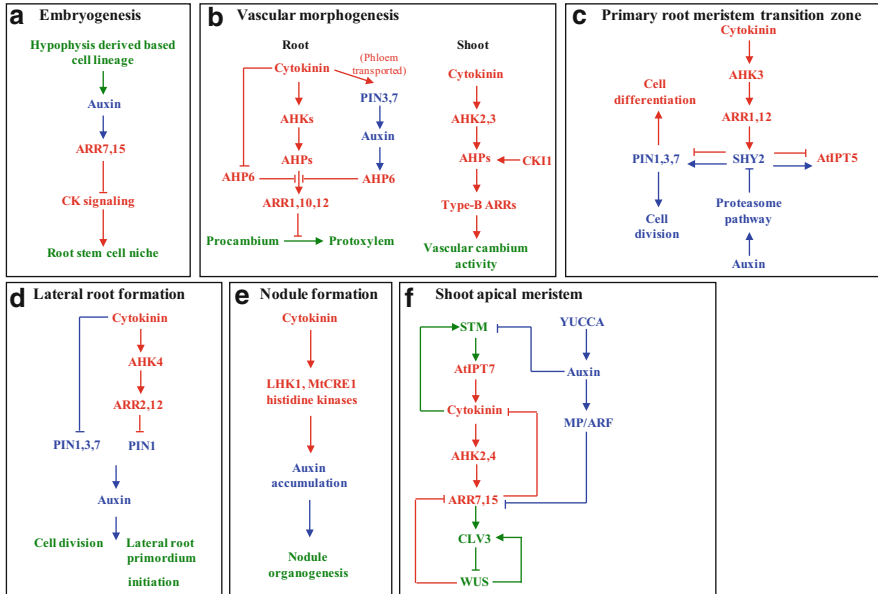 a Embryogenesis
Hypophysis derived based
cell lineage
Auxin
ARR7,15
CK signaling
Root stem cell niche
b Vascular morphogenesis
Root
Cytokinin
(Phloem
transported)
AHKs
PIN3,7
Auxin
AHPs
AHP6
AHP6
ARR1,10,12
Procambium
Protoxylem
Shoot
Cytokinin
AHK2,3
AHPs
CKI1
Type-B ARRs
Vascular cambium
activity
c Primary root meristem transition zone
Cytokinin
Cell
differentiation
AHK3
ARR1,12
PIN1,3,7
SHY2
AtIPT5
Cell
division
Proteasome
pathway
Auxin
d Lateral root formation
Cytokinin
AHK4
ARR2,12
PIN1,3,7
PIN1
Auxin
Cell division
Lateral root
primordium
initiation
e Nodule formation
Cytokinin
LHK1, MtCRE1
histidine kinases
Auxin
accumulation
Nodule
organogenesis
f Shoot apical meristem
STM
YUCCA
AtIPT7
Auxin
Cytokinin
MP/ARF
AHK2,4
ARR7,15
CLV3
WUS